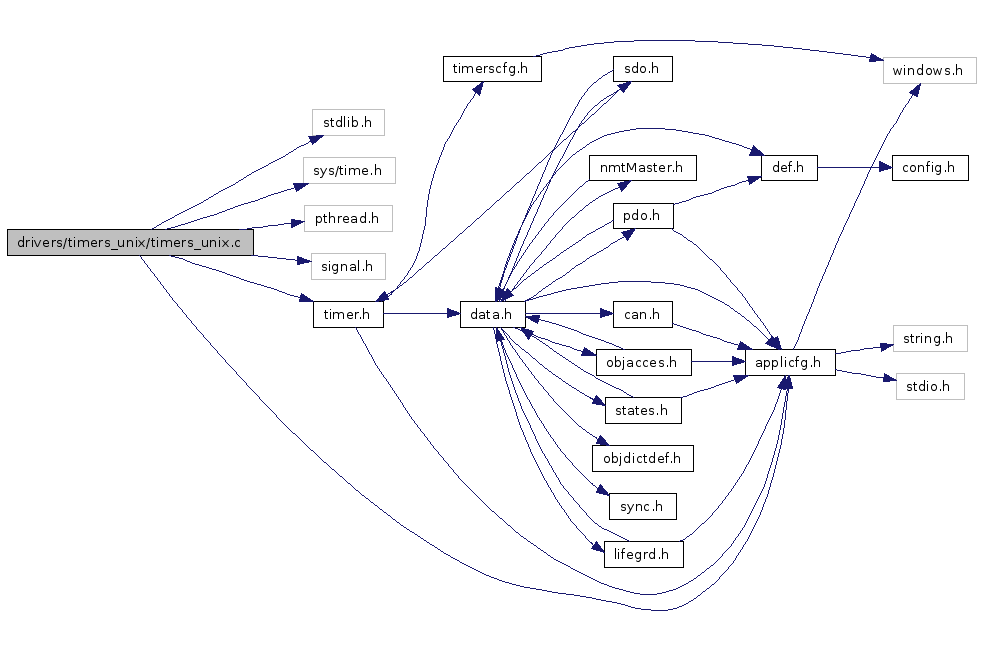 timerscfg.h
sdo.h
windows.h
stdlib.h
sys/time.h
nmtMaster.h
def.h
config.h
pthread.h
pdo.h
drivers/timers_unix/timers_unix.c
signal.h
timer.h
data.h
can.h
string.h
objacces.h
applicfg.h
stdio.h
states.h
objdictdef.h
sync.h
lifegrd.h